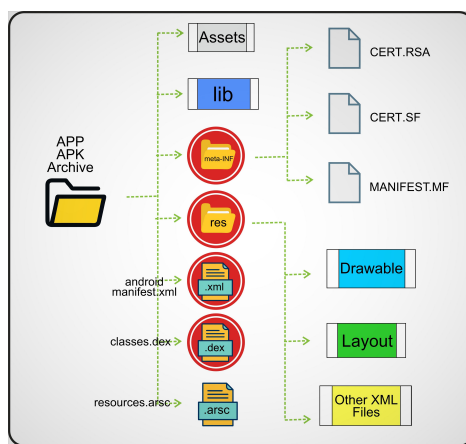 Assets
CERT.RSA
lib
CERT.SF
APP
APK
Archive
meta-INF
MANIFEST.MF
res
android
manifest.xml
.xml
Drawable
classes.dex
.dex
Layout
resources.arsc
.arsc
Other XML
Files